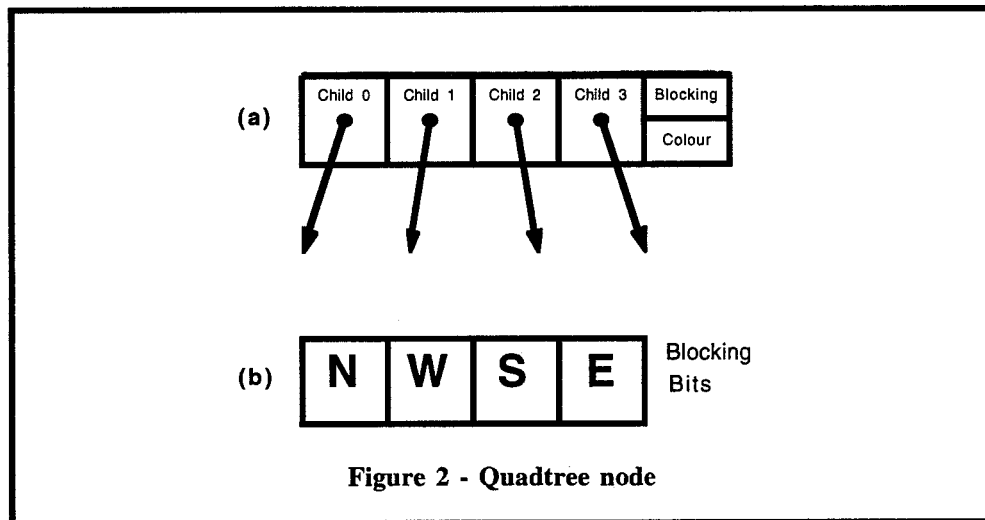 (a)
Child 0 Child 1 Child 2 Child 3 Blocking
Colour
(b)
N W S E
Blocking
Bits
Figure 2 - Quadtree node